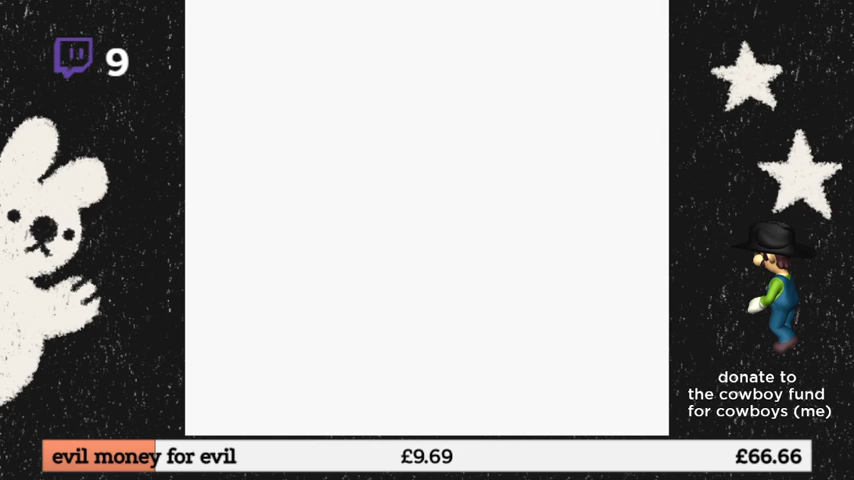 9
donate to
the cowboy fund
for cowboys (me)
evil money for evil £9.69 £66.66